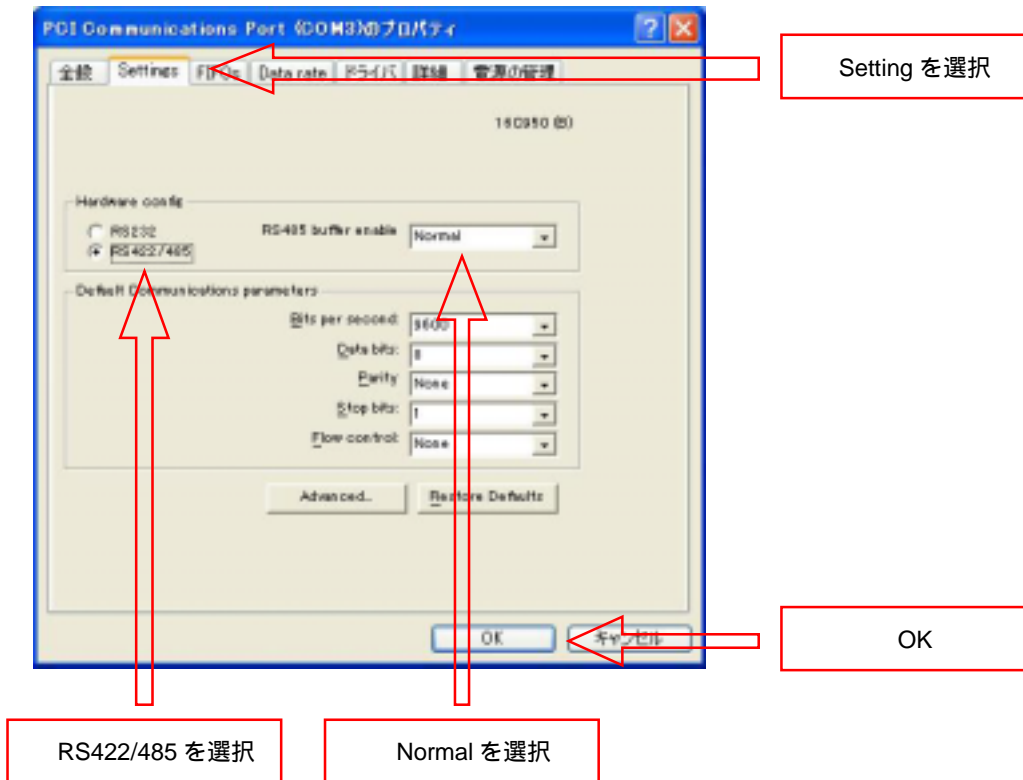 PCI Communications Port (COM3)のプロパティ
全般 Settings FIFOs Data rate ドライバ 詳細 電源の管理
Setting を選択
16C950 (B)
Hardware config
RS232
RS422/485
RS485 buffer enable Normal
Default Communications parameters
Bits per second: 9600
Data bits: 8
Parity None
Stop bits: 1
Flow control: None
Advanced... Restore Defaults
OK キャンセル
OK
RS422/485 を選択
Normal を選択